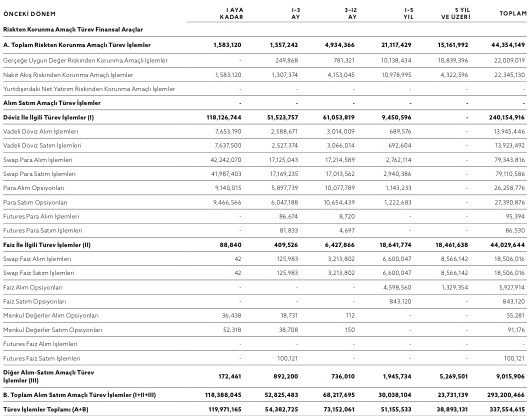 ÖNCEKİ DÖNEM 1 AYA KADAR 1-3 AY 3-12 AY 1-5 YIL 5 YIL VE ÜZERİ TOPLAM
Riskten Korunma Amaçlı Türev Finansal Araçlar
A. Toplam Riskten Korunma Amaçlı Türev İşlemler 1,583,120 1,557,242 4,934,366 21,117,429 15,161,992 44,354,149
Gerçeğe Uygun Değer Riskinden Korunma Amaçlı İşlemler - 249,868 781,321 10,138,434 10,839,396 22,009,019
Nakit Akış Riskinden Korunma Amaçlı İşlemler 1,583,120 1,307,374 4,153,045 10,978,995 4,322,596 22,345,130
Yurtdışındaki Net Yatırım Riskinden Korunma Amaçlı İşlemler - - - - - -
Alım Satım Amaçlı Türev İşlemler - - - - - -
Döviz İle İlgili Türev İşlemler (I) 118,126,744 51,523,757 61,053,819 9,450,596 - 240,154,916
Vadeli Döviz Alım İşlemleri 7,653,190 2,588,671 3,014,009 689,576 - 13,945,446
Vadeli Döviz Satım İşlemleri 7,637,500 2,527,374 3,066,014 692,604 - 13,923,492
Swap Para Alım İşlemleri 42,242,070 17,125,043 17,214,589 2,762,114 - 79,343,816
Swap Para Satım İşlemleri 41,987,403 17,169,235 17,013,562 2,940,386 - 79,110,586
Para Alım Opsiyonları 9,140,015 5,897,739 10,077,789 1,143,233 - 26,258,776
Para Satım Opsiyonları 9,466,566 6,047,188 10,654,439 1,222,683 - 27,390,876
Futures Para Alım İşlemleri - 86,674 8,720 - - 95,394
Futures Para Satım İşlemleri - 81,833 4,697 - - 86,530
Faiz İle İlgili Türev İşlemler (II) 88,840 409,526 6,427,866 18,641,774 18,461,638 44,029,644
Swap Faiz Alım İşlemleri 42 125,983 3,213,802 6,600,047 8,566,142 18,506,016
Swap Faiz Satım İşlemleri 42 125,983 3,213,802 6,600,047 8,566,142 18,506,016
Faiz Alım Opsiyonları - - - 4,598,560 1,329,354 5,927,914
Faiz Satım Opsiyonları - - - 843,120 - 843,120
Menkul Değerler Alım Opsiyonları 36,438 18,731 112 - - 55,281
Menkul Değerler Satım Opsiyonları 52,318 38,708 150 - - 91,176
Futures Faiz Alım İşlemleri - - - - - -
Futures Faiz Satım İşlemleri - 100,121 - - - 100,121
Diğer Alım-Satım Amaçlı Türev
İşlemler (III) 172,461 892,200 736,010 1,945,734 5,269,501 9,015,906
B. Toplam Alım Satım Amaçlı Türev İşlemler (I+II+III) 118,388,045 52,825,483 68,217,695 30,038,104 23,731,139 293,200,466
Türev İşlemler Toplamı (A+B) 119,971,165 54,382,725 73,152,061 51,155,533 38,893,131 337,554,615